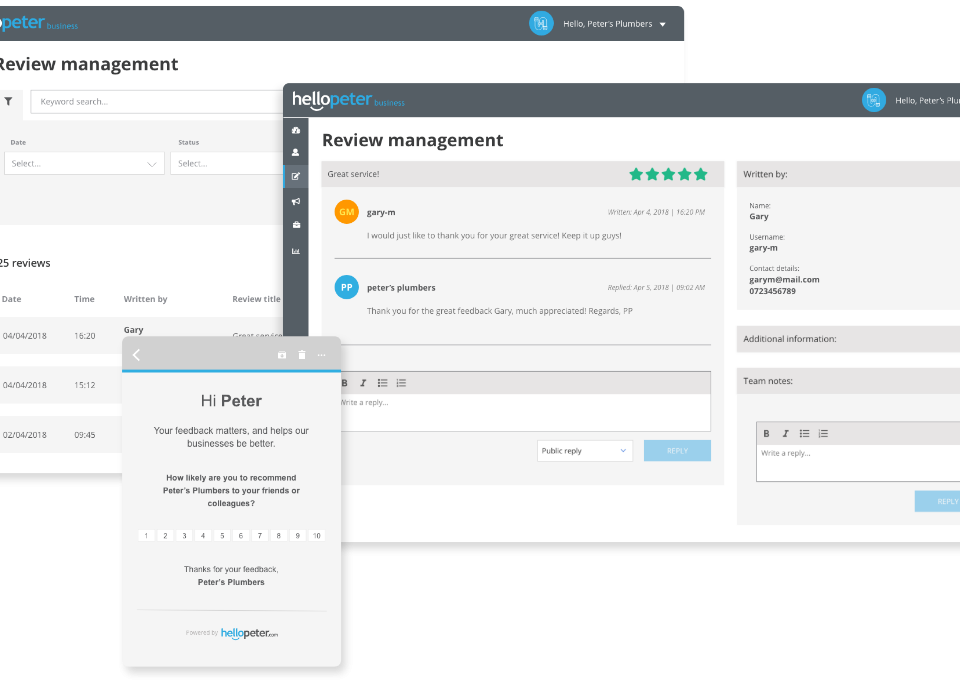 peter business
Hello, Peter's Plumbers
Review management
Keyword search...
Date
Status
Select...
Select...
25 reviews
Date Time Written by Review title
04/04/2018 16:20 Gary Great service
04/04/2018 15:12
02/04/2018 09:45
hellopeter business
Hello, Peter's Plu
Review management
Great service!
GM gary-m Written: Apr 4, 2018 | 16:20 PM
I would just like to thank you for your great service! Keep it up guys!
PP peter's plumbers Replied: Apr 5, 2018 | 09:02 AM
Thank you for the great feedback Gary, much appreciated! Regards, PP
B I
Write a reply...
Public reply
REPLY
Written by:
Name:
Gary
Username:
gary-m
Contact details:
garym@mail.com
0723456789
Additional information:
Team notes:
B I
Write a reply...
REPLY
Hi Peter
Your feedback matters, and helps our
businesses be better.
How likely are you to recommend
Peter's Plumbers to your friends or
colleagues?
1 2 3 4 5 6 7 8 9 10
Thanks for your feedback,
Peter's Plumbers
Powered by hellopeter.com